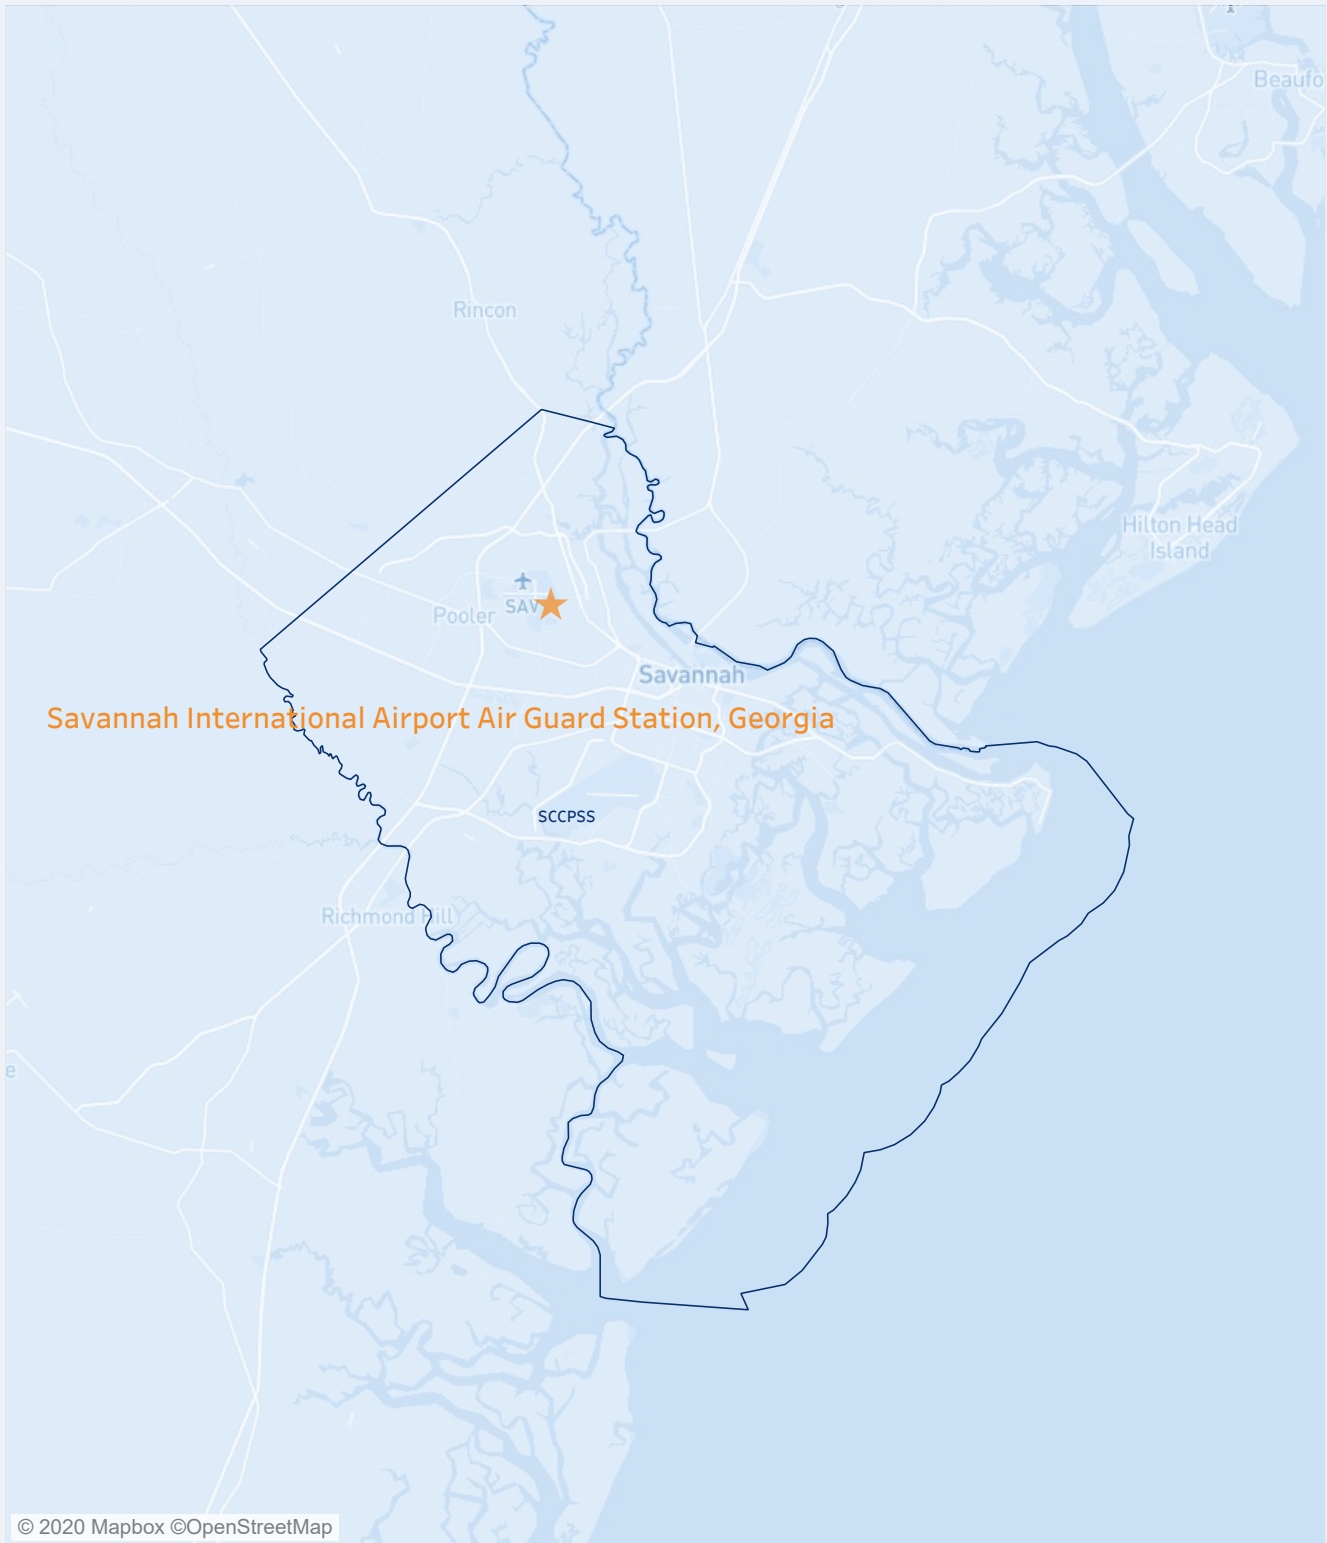 Beaufo
Rincon
Hilton Head
Island
SAV
Pooler
Savannah
Savannah International Airport Air Guard Station, Georgia
SCCPSS
Richmond Hill
e
© 2020 Mapbox ©OpenStreetMap